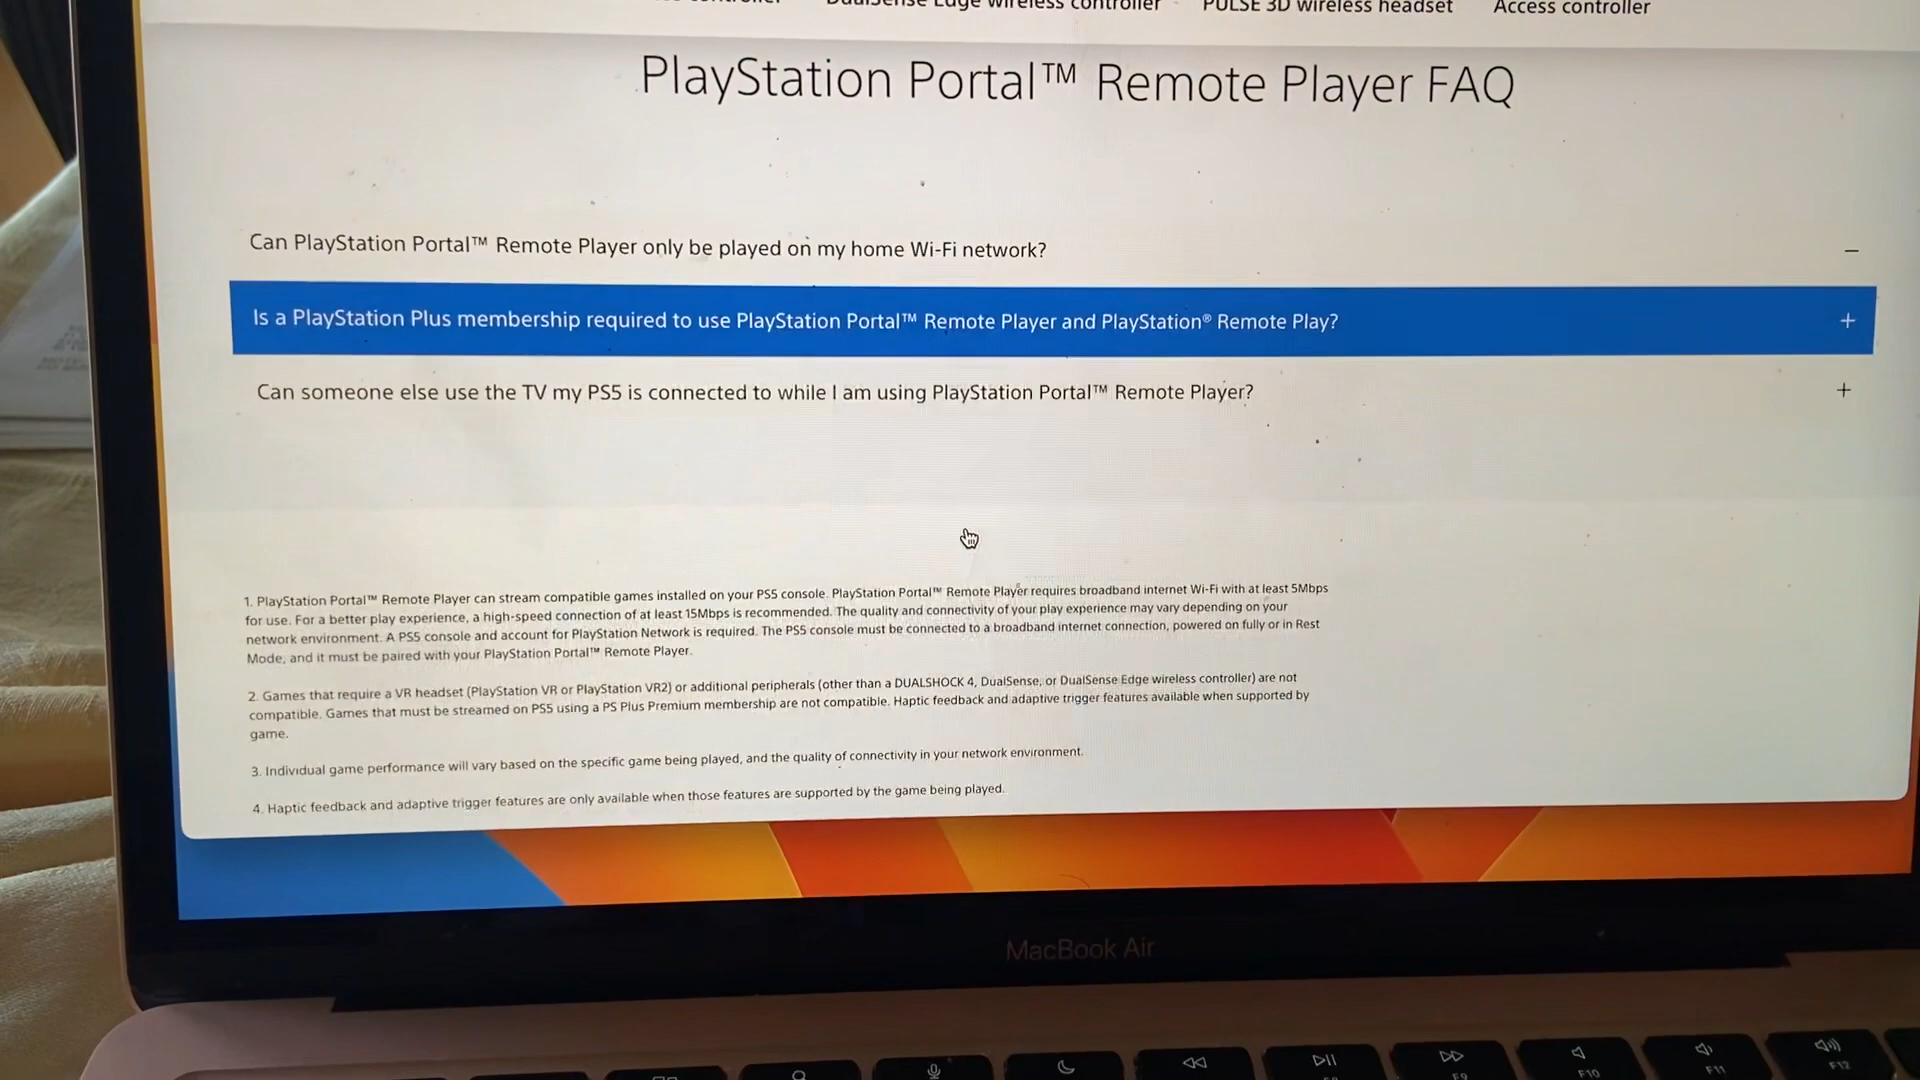 DualSense Edge wireless controller PULSE 3D wireless headset Access controller
PlayStation Portal™ Remote Player FAQ
Can PlayStation Portal™ Remote Player only be played on my home Wi-Fi network? –
Is a PlayStation Plus membership required to use PlayStation Portal™ Remote Player and PlayStation® Remote Play? +
Can someone else use the TV my PS5 is connected to while I am using PlayStation Portal™ Remote Player? +
1. PlayStation Portal™ Remote Player can stream compatible games installed on your PS5 console. PlayStation Portal™ Remote Player requires broadband internet Wi-Fi with at least 5Mbps
for use. For a better play experience, a high-speed connection of at least 15Mbps is recommended. The quality and connectivity of your play experience may vary depending on your
network environment. A PS5 console and account for PlayStation Network is required. The PS5 console must be connected to a broadband internet connection, powered on fully or in Rest
Mode, and it must be paired with your PlayStation Portal™ Remote Player.
2. Games that require a VR headset (PlayStation VR or PlayStation VR2) or additional peripherals (other than a DUALSHOCK 4, DualSense, or DualSense Edge wireless controller) are not
compatible. Games that must be streamed on PS5 using a PS Plus Premium membership are not compatible. Haptic feedback and adaptive trigger features available when supported by
game.
3. Individual game performance will vary based on the specific game being played, and the quality of connectivity in your network environment.
4. Haptic feedback and adaptive trigger features are only available when those features are supported by the game being played.
MacBook Air
F9 F10 F11 F12